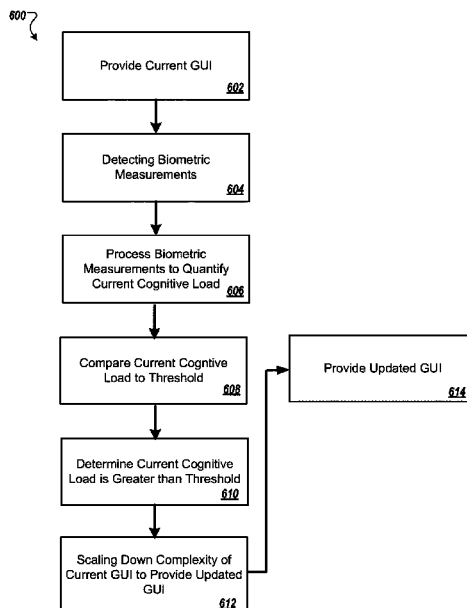 600
Provide Current GUI
602
Detecting Biometric
Measurements
604
Process Biometric
Measurements to Quantify
Current Cognitive Load
606
Compare Current Cogntive
Load to Threshold
608
Determine Current Cognitive
Load is Greater than Threshold
610
Scaling Down Complexity of
Current GUI to Provide Updated
GUI
612
Provide Updated GUI
614